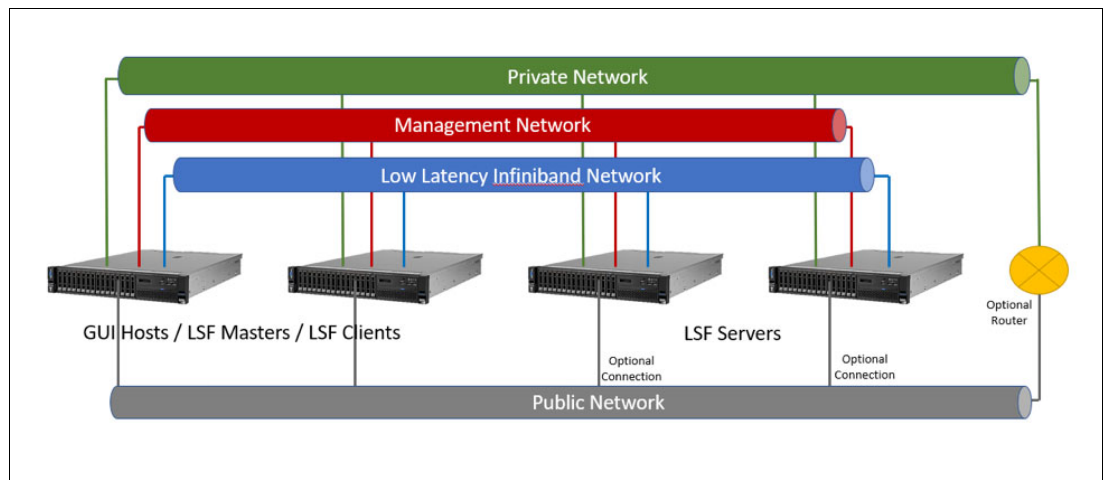 Private Network
Management Network
Low Latency Infiniband Network
GUI Hosts / LSF Masters / LSF Clients
LSF Servers
Optional
Router
Optional
Connection
Optional
Connection
Public Network